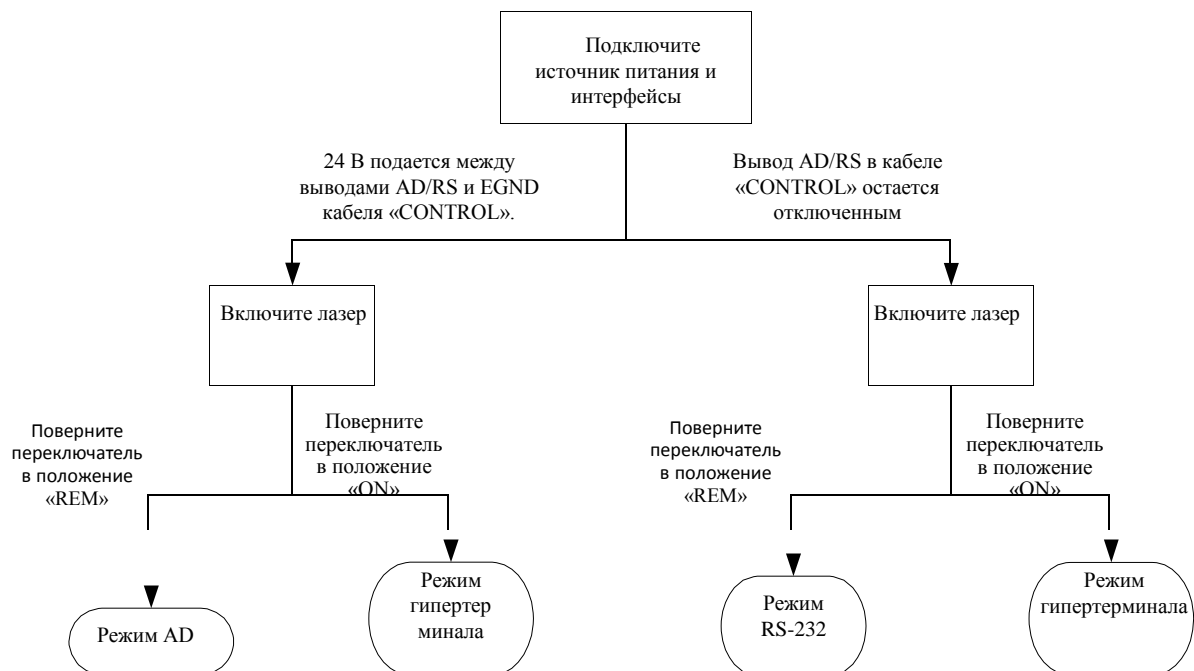 Подключите
источник питания и
интерфейсы
24 В подается между
выводами AD/RS и EGND
кабеля «CONTROL».
Вывод AD/RS в кабеле
«CONTROL» остается
отключенным
Включите лазер
Включите лазер
Поверните
переключатель
в положение
«REM»
Поверните
переключатель
в положение
«ON»
Поверните
переключатель
в положение
«REM»
Поверните
переключатель
в положение
«ON»
Режим AD
Режим
гипертер
минала
Режим
RS-232
Режим
гипертерминала